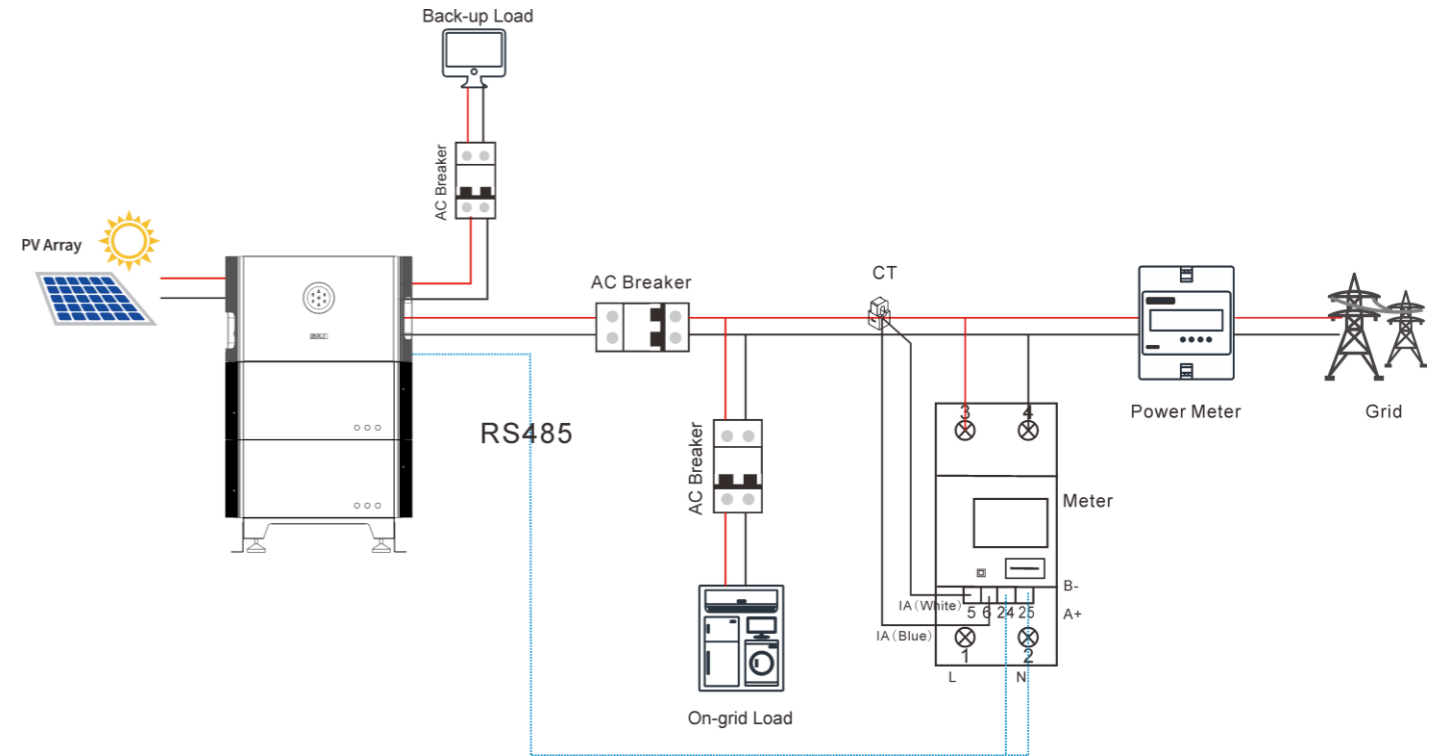 Back-up Load
AC Breaker
PV Array
AC Breaker
CT
RS485
AC Breaker
Power Meter
Grid
3 4
Meter
B-
IA(White)
5 6 24 25
A+
IA(Blue)
1 2
L N
On-grid Load